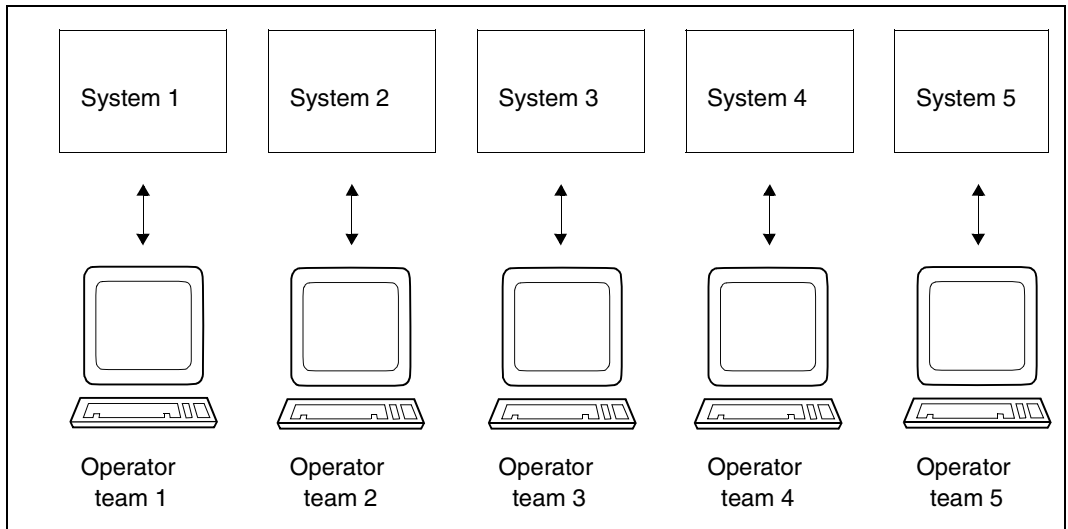 System 1
System 2
System 3
System 4
System 5
Operator
team 1
Operator
team 2
Operator
team 3
Operator
team 4
Operator
team 5